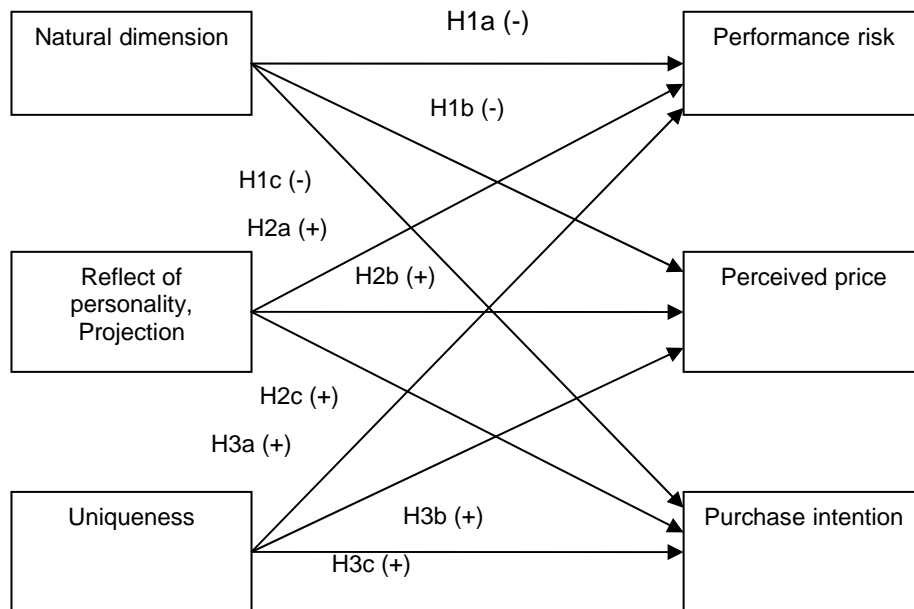 H1a (-)
Natural dimension
Performance risk
H1b (-)
H1c (-)
H2a (+)
Reflect of
personality,
Projection
H2b (+)
Perceived price
H2c (+)
H3a (+)
Uniqueness
H3b (+)
Purchase intention
H3c (+)